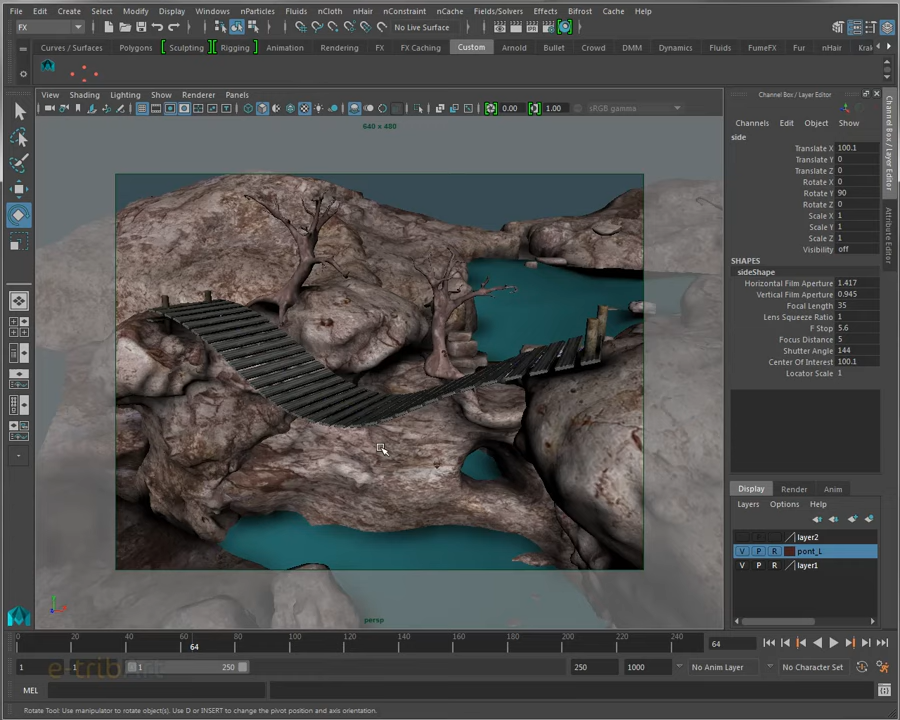 File Edit Create Select Modify Display Windows nParticles Fluids nCloth nHair nConstraint nCache Fields/Solvers Effects Bifrost Cache Help
FX No Live Surface
Curves / Surfaces Polygons Sculpting Rigging Animation Rendering FX FX Caching Custom Arnold Bullet Crowd DMM Dynamics Fluids FumeFX Fur nHair
View Shading Lighting Show Renderer Panels
0.00 1.00 sRGB gamma
640 x 480
persp
Channel Box / Layer Editor
Channels Edit Object Show
side
Translate X 100.1
Translate Y 0
Translate Z 0
Rotate X 0
Rotate Y 90
Rotate Z 0
Scale X 1
Scale Y 1
Scale Z 1
Visibility off
SHAPES
sideShape
Horizontal Film Aperture 1.417
Vertical Film Aperture 0.945
Focal Length 35
Lens Squeeze Ratio 1
F Stop 5.6
Focus Distance 5
Shutter Angle 144
Center Of Interest 100.1
Locator Scale 1
Channel Box / Layer Editor
Attribute Editor
Display Render Anim
Layers Options Help
layer2
V P R pont_L
V P R layer1
0 20 40 60 80 100 120 140 160 180 200 220 240
64 64
1 1 1 250 250 1000 No Anim Layer No Character Set
MEL
Rotate Tool: Use manipulator to rotate object(s). Use D or INSERT to change the pivot position and axis orientation.